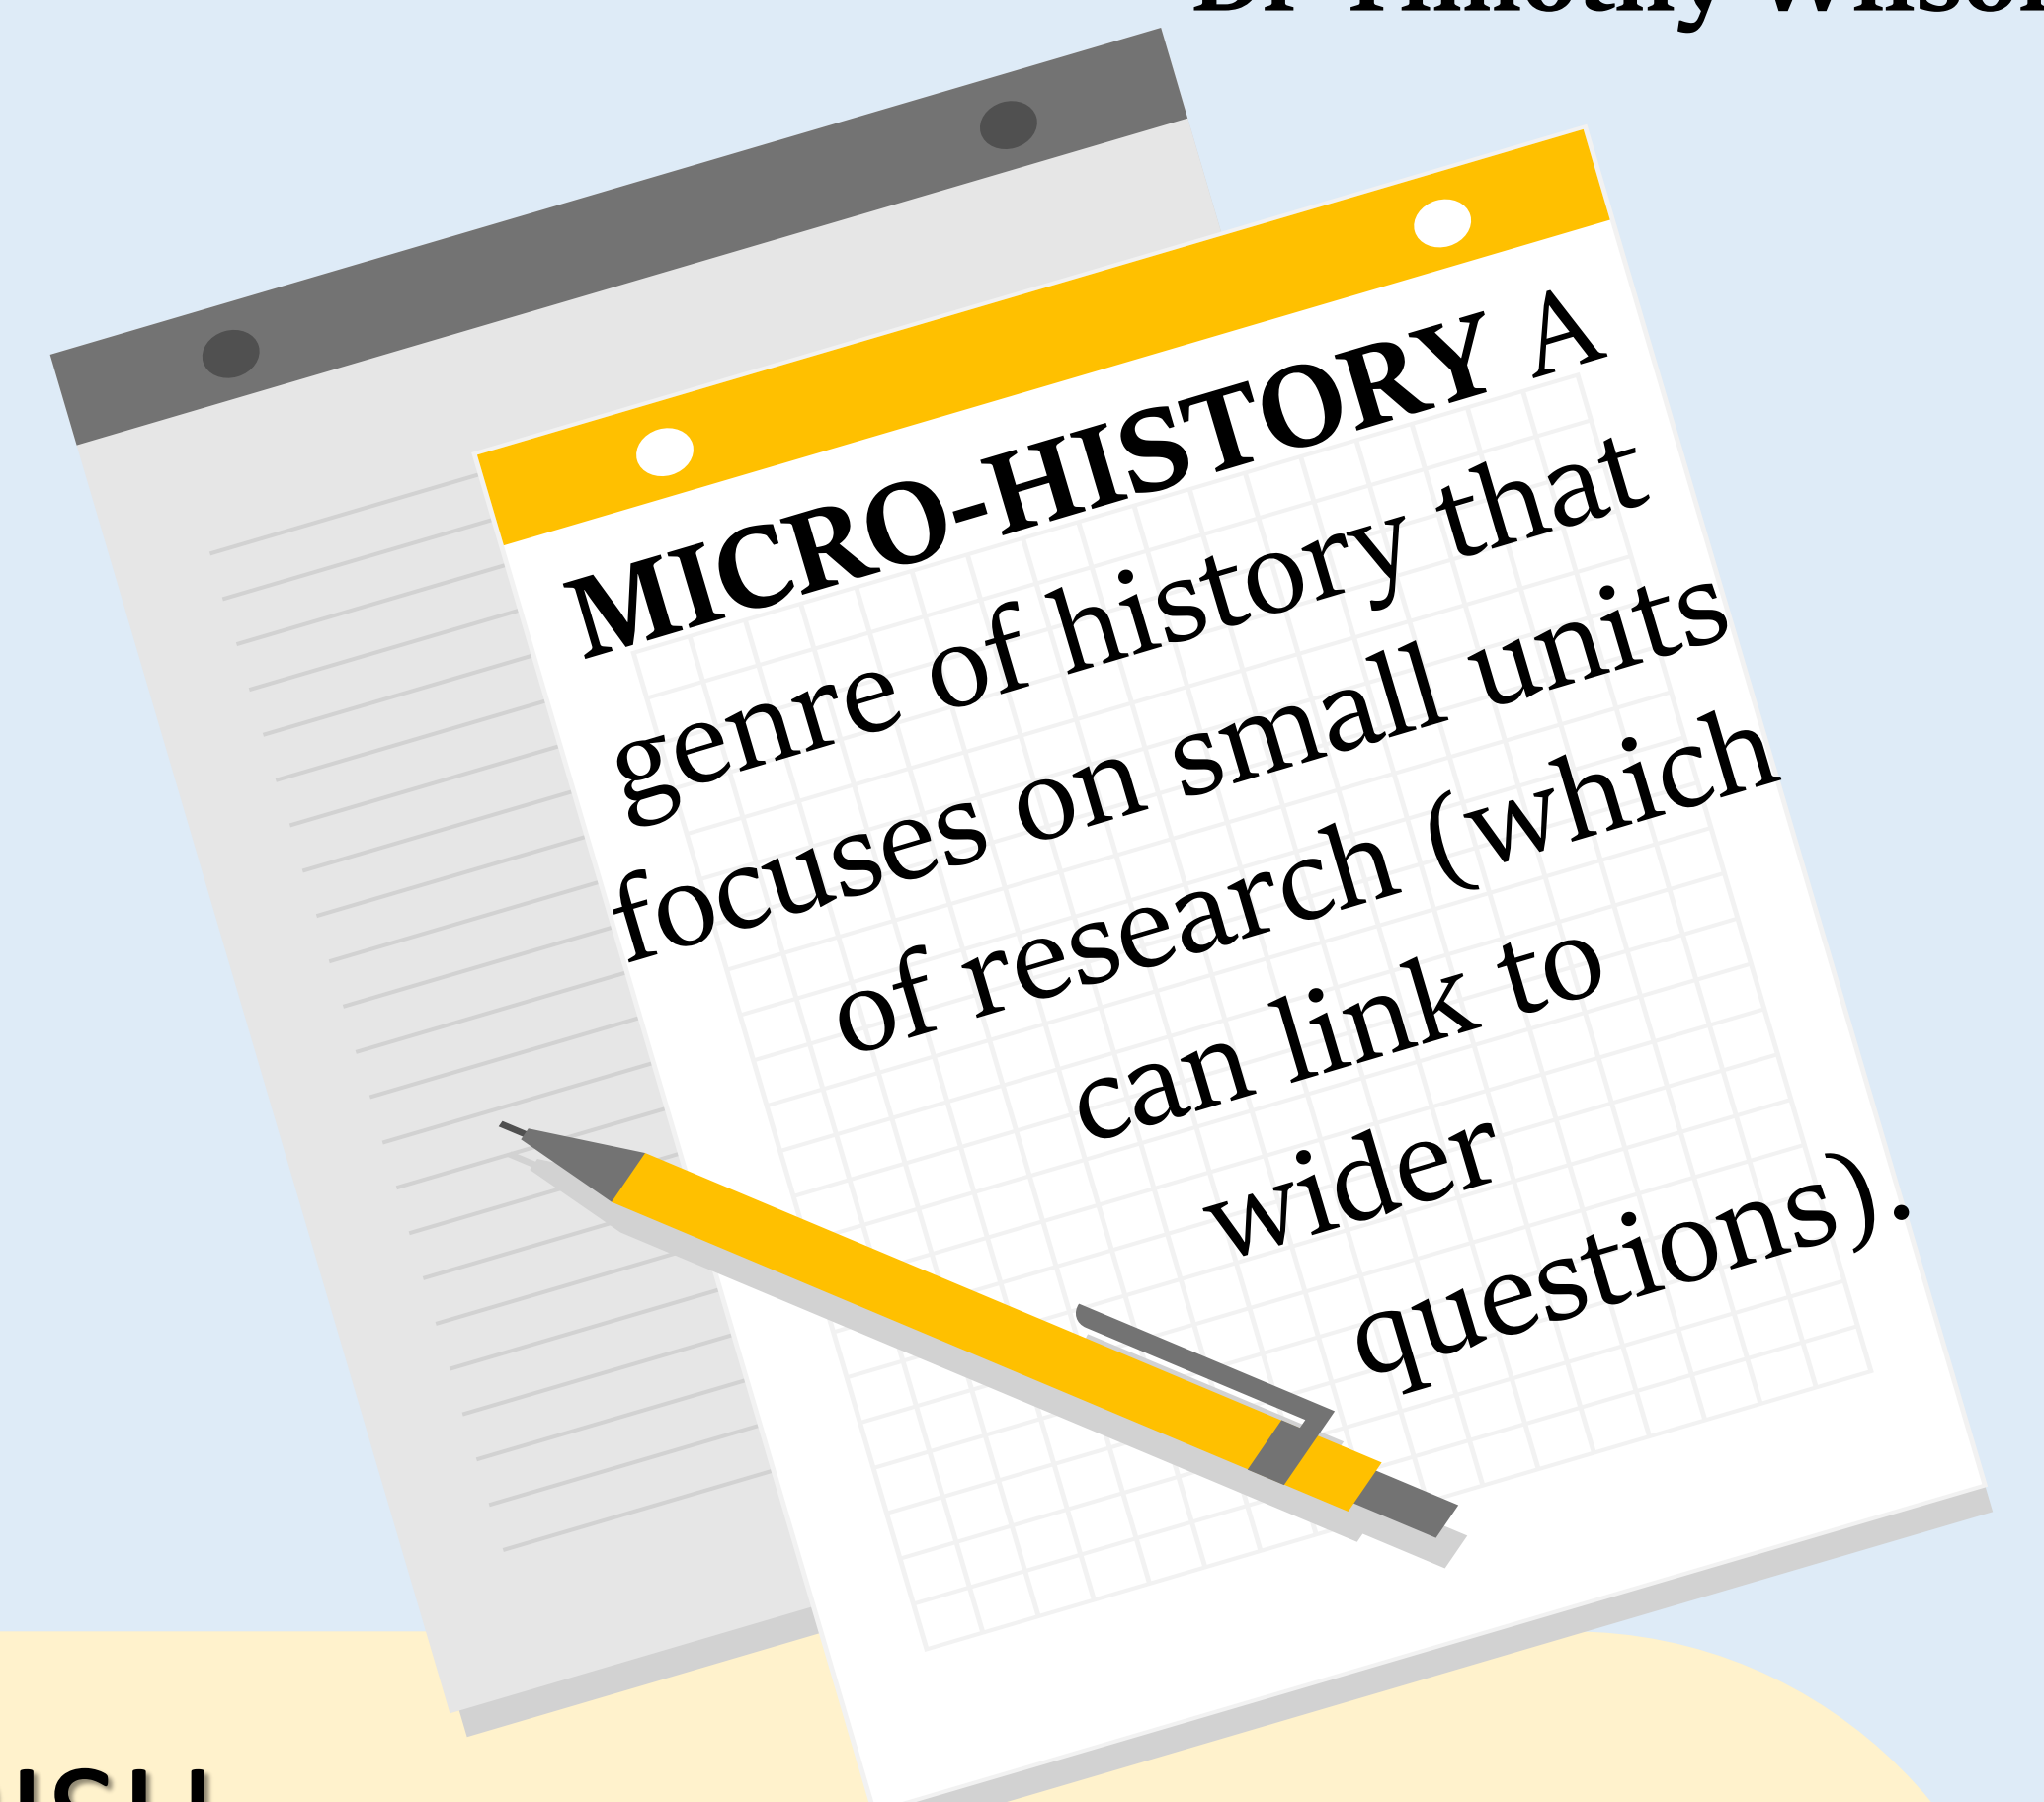 MICRO-HISTORY A
genre of history that
focuses on small units
of research (which
can link to
wider
questions).